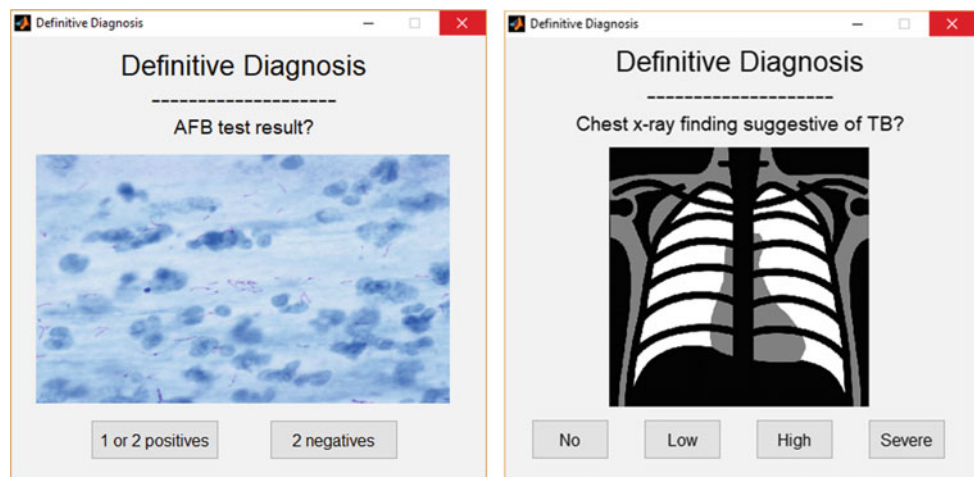 Definitive Diagnosis
Definitive Diagnosis
--------------------
AFB test result?
1 or 2 positives
2 negatives
Definitive Diagnosis
Definitive Diagnosis
--------------------
Chest x-ray finding suggestive of TB?
No
Low
High
Severe